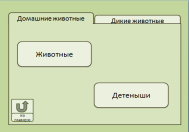 Домашние животные
Дикие животные
Животные
Детеныши